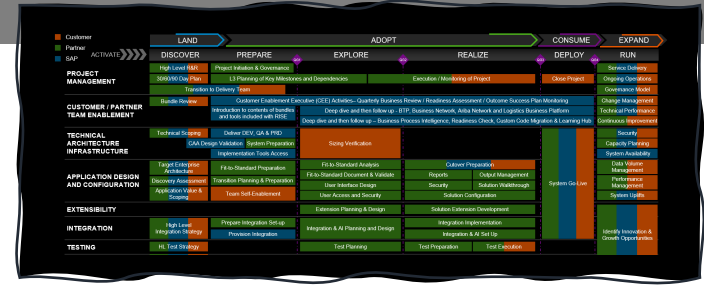 Customer
Partner
SAP
LAND
ADOPT
CONSUME
EXPAND
ACTIVATE
DISCOVER
PREPARE
EXPLORE
REALIZE
DEPLOY
RUN
PROJECT
MANAGEMENT
High Level R&R
Project Initiation & Governance
Service Delivery
30/60/90 Day Plan
L3 Planning of Key Milestones and Dependencies
Execution / Monitoring of Project
Close Project
Ongoing Operations
Transition to Delivery Team
Governance Model
CUSTOMER / PARTNER
TEAM ENABLEMENT
Bundle Review
Customer Enablement Executive (CEE) Activities– Quarterly Business Review / Readiness Assessment / Outcome Success Plan Monitoring
Change Management
Introduction to contents of bundles
and tools included with RISE
Deep dive and then follow up - BTP, Business Network, Ariba Network and Logistics Business Platform
Technical Performance
Deep dive and then follow up – Business Process Intelligence, Readiness Check, Custom Code Migration & Learning Hub
Continuous Improvement
TECHNICAL
ARCHITECTURE
INFRASTRUCTURE
Technical Scoping
Deliver DEV, QA & PRD
Sizing Verification
Security
CAA Design Validation
System Preparation
Capacity Planning
Implementation Tools Access
System Availability
APPLICATION DESIGN
AND CONFIGURATION
Target Enterprise
Architecture
Fit-to-Standard Preparation
Fit-to-Standard Analysis
Cutover Preparation
Data Volume
Management
Fit-to-Standard Document & Validate
Reports
Output Management
Discovery Assessment
Transition Planning & Preparation
User Interface Design
Security
Solution Walkthrough
System Go-Live
Performance
Management
Application Value &
Scoping
Team Self-Enablement
User Access and Security
Solution Configuration
System Uplifts
EXTENSIBILITY
Extension Planning & Design
Solution Extension Development
INTEGRATION
High Level
Integration Strategy
Prepare Integration Set-up
Integration & AI Planning and Design
Integration Implementation
Provision Integration
Integration & AI Set Up
Identify Innovation &
Growth Opportunities
TESTING
HL Test Strategy
Test Planning
Test Preparation
Test Execution